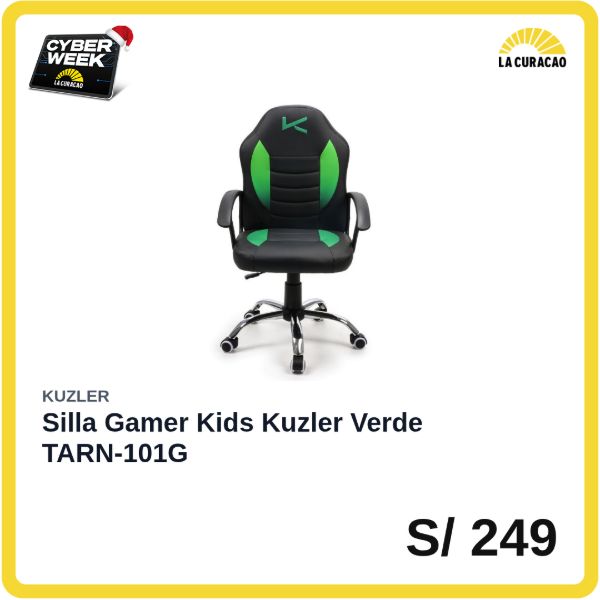 CYBER
WEEK
LA CURACAO
LA CURACAO
K
KUZLER
Silla Gamer Kids Kuzler Verde
TARN-101G
S/ 249